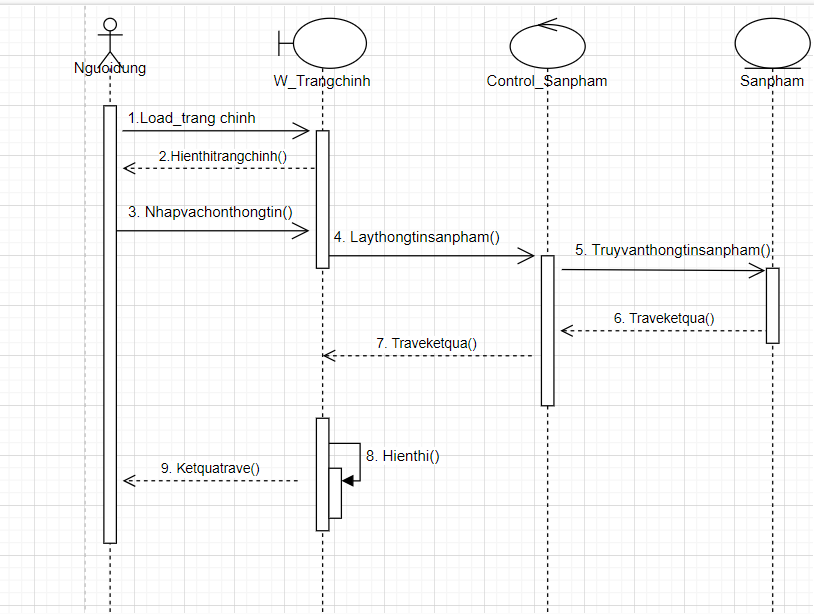 Nguoidung
W_Trangchinh
Control_Sanpham
Sanpham
1.Load_trang chinh
2.Hienthitrangchinh()
3. Nhapvachonthongtin()
4. Laythongtinsanpham()
5. Truyvanthongtinsanpham()
6. Traveketqua()
7. Traveketqua()
8. Hienthi()
9. Ketquatrave()